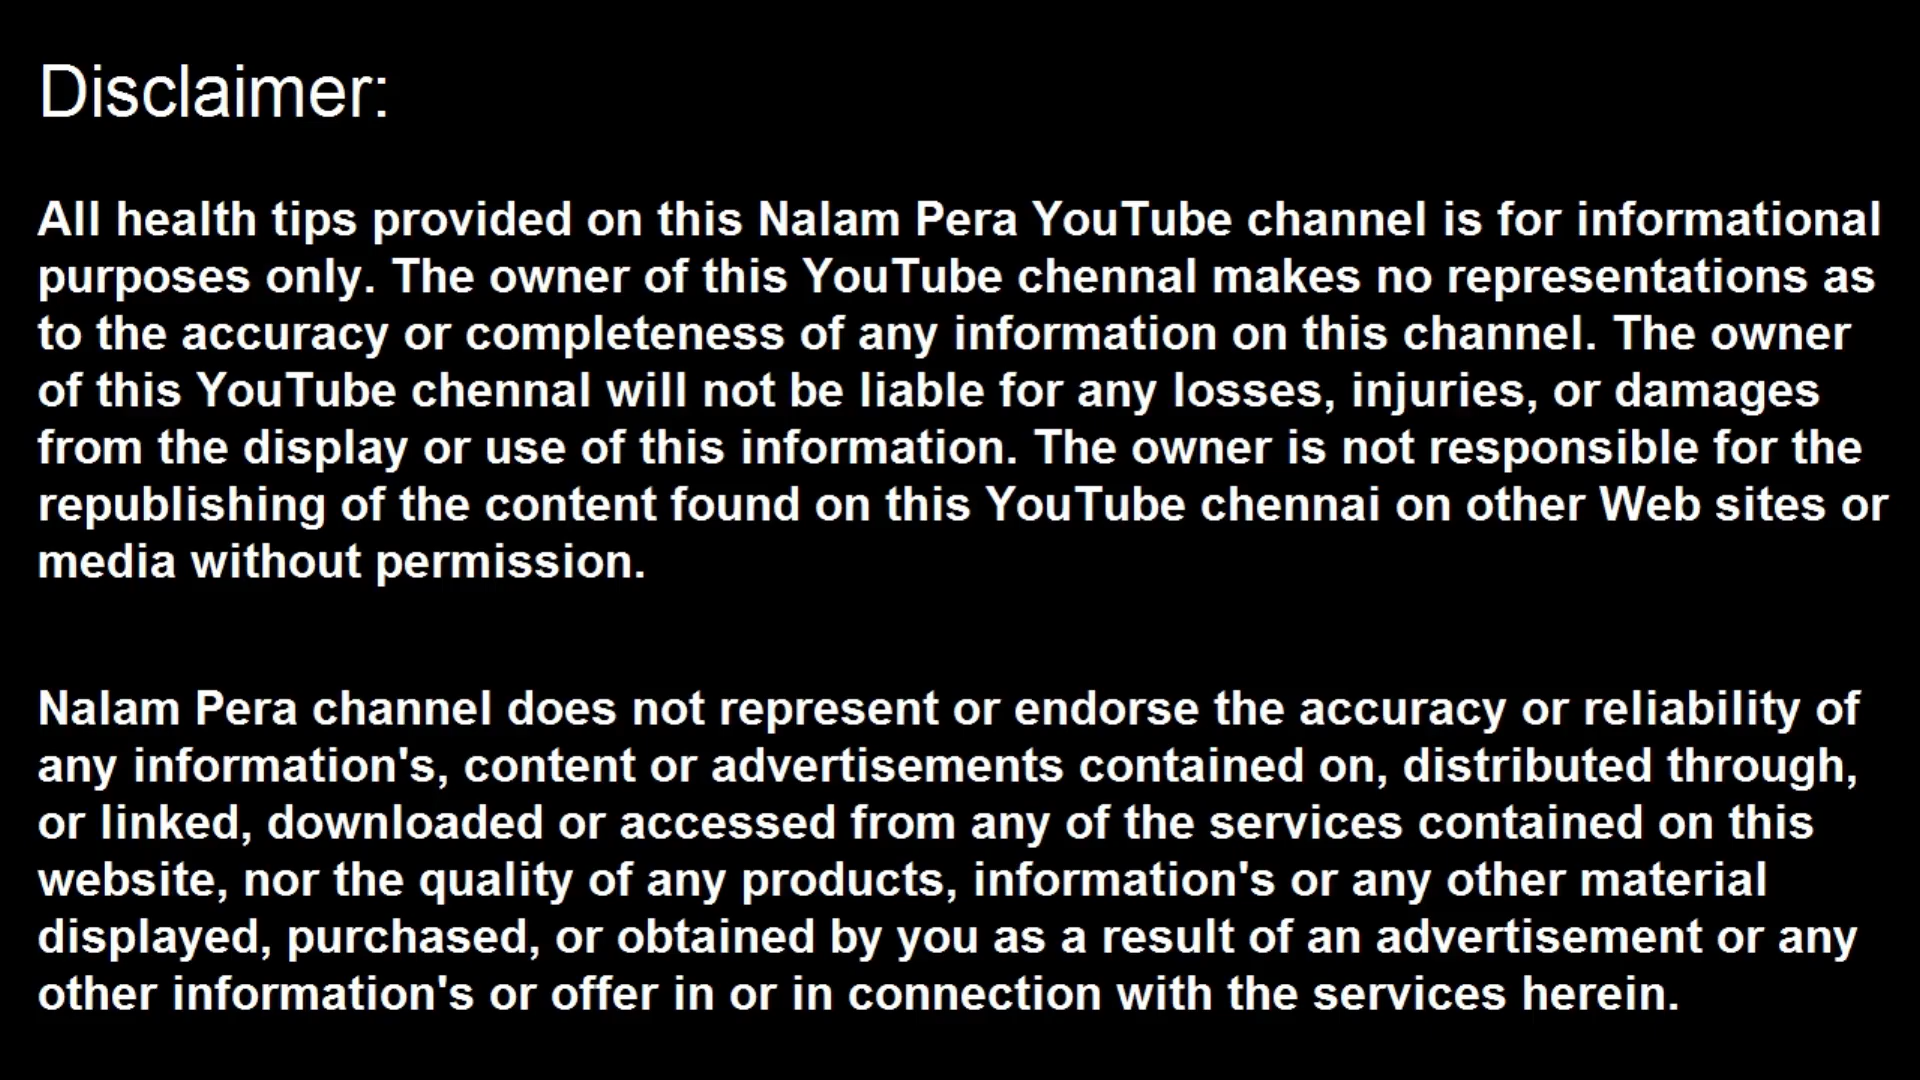 Disclaimer:
All health tips provided on this Nalam Pera YouTube channel is for informational
purposes only. The owner of this YouTube chennal makes no representations as
to the accuracy or completeness of any information on this channel. The owner
of this YouTube chennal will not be liable for any losses, injuries, or damages
from the display or use of this information. The owner is not responsible for the
republishing of the content found on this YouTube chennai on other Web sites or
media without permission.
Nalam Pera channel does not represent or endorse the accuracy or reliability of
any information's, content or advertisements contained on, distributed through,
or linked, downloaded or accessed from any of the services contained on this
website, nor the quality of any products, information's or any other material
displayed, purchased, or obtained by you as a result of an advertisement or any
other information's or offer in or in connection with the services herein.